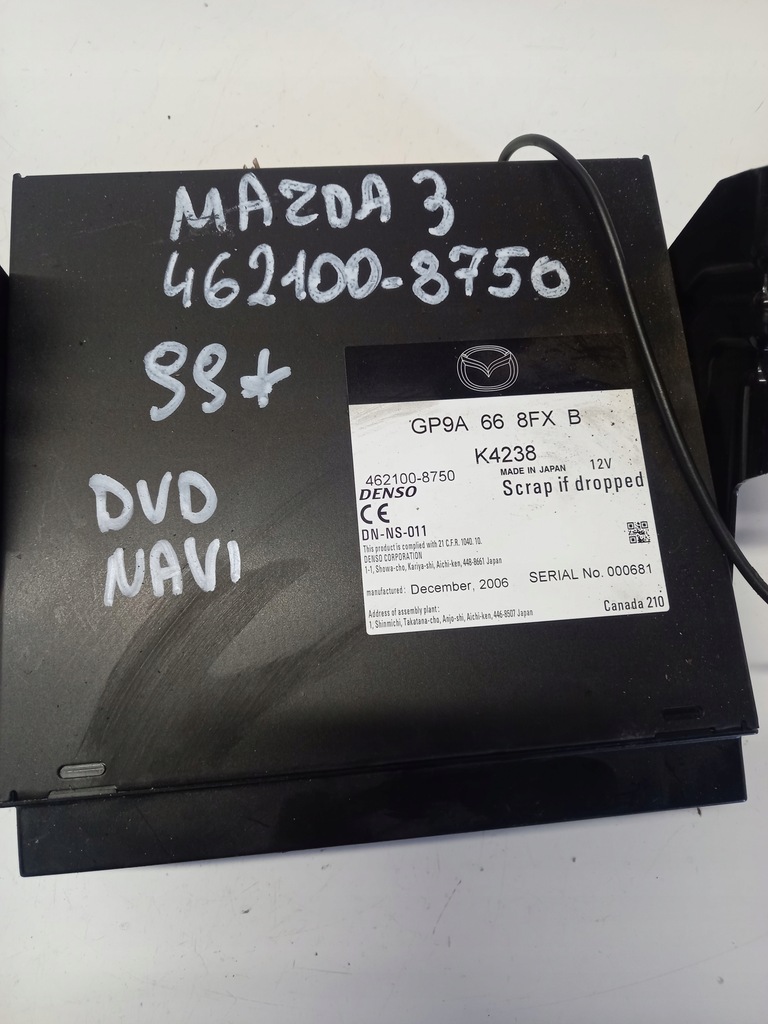 MAZDA 3
462100-8750
99+
DVD
NAVI
GP9A 66 8FX B
K4238
462100-8750 MADE IN JAPAN 12V
DENSO Scrap if dropped
CE
DN-NS-011
This product is complied with 21 C.F.R. 1040. 10.
DENSO CORPORATION
1-1, Showa-cho, Kariya-shi, Aichi-ken, 448-8661 Japan
manufactured: December, 2006 SERIAL No. 000681
Address of assembly plant: Canada 210
1, Shinmichi, Takatana-cho, Anjo-shi, Aichi-ken, 446-8507 Japan